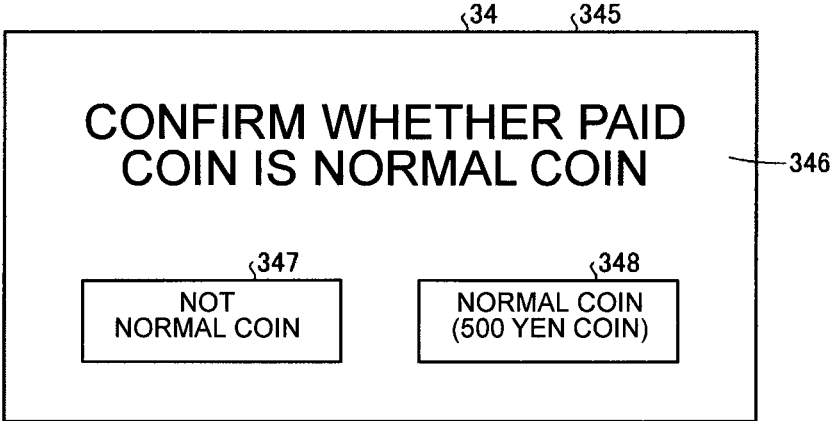 34 345
CONFIRM WHETHER PAID
COIN IS NORMAL COIN
346
347
NOT
NORMAL COIN
348
NORMAL COIN
(500 YEN COIN)